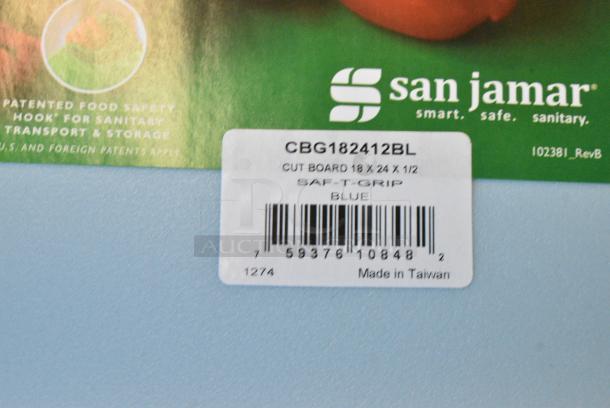 san jamar®
smart. safe. sanitary.
PATENTED FOOD SAFETY
HOOK® FOR SANITARY
TRANSPORT & STORAGE
U.S. AND FOREIGN PATENTS APPLY
102381_RevB
CBG182412BL
CUT BOARD 18 X 24 X 1/2
SAF-T-GRIP
BLUE
7 59376 10848 2
1274
Made in Taiwan